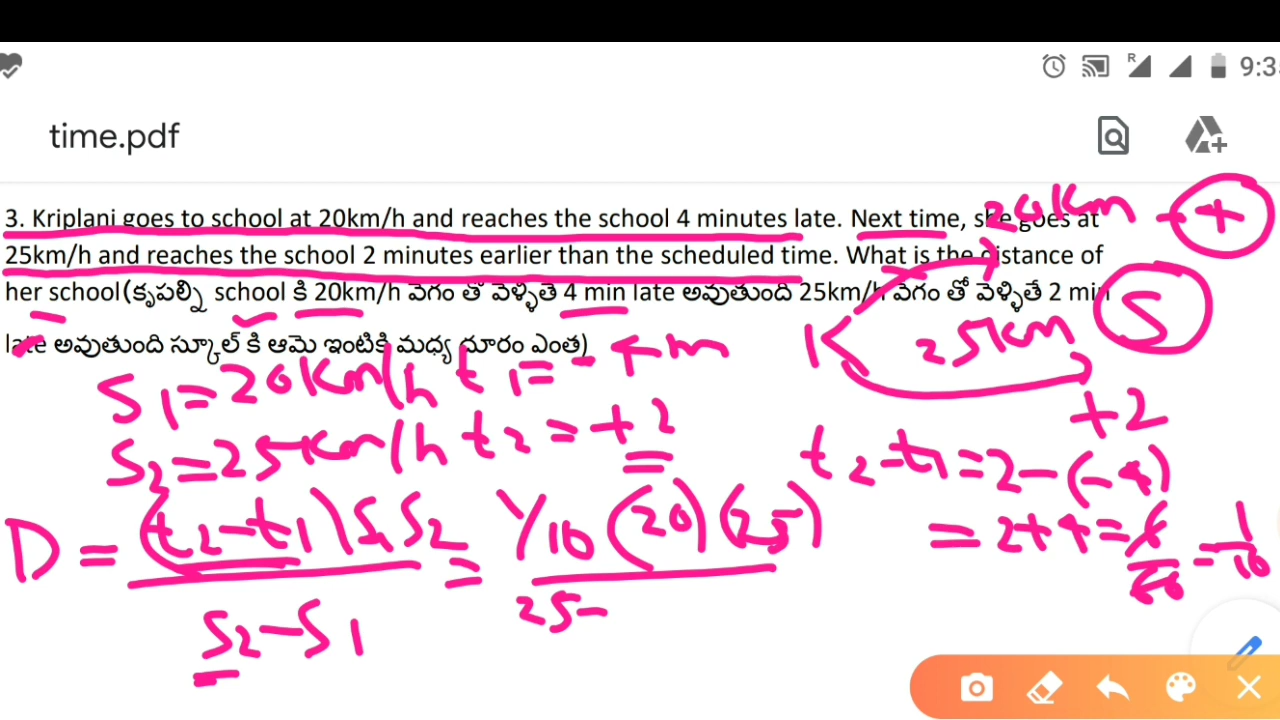 R 9:3
time.pdf
3. Kriplani goes to school at 20km/h and reaches the school 4 minutes late. Next time, she goes at
25km/h and reaches the school 2 minutes earlier than the scheduled time. What is the distance of
her school(కృపల్ని school కి 20km/h వేగం తో వెళ్ళితే 4 min late అవుతుంది 25km/h వేగం తో వెళ్ళితే 2 min
late అవుతుంది స్కూల్ కి ఆమె ఇంటికి మధ్య దూరం ఎంత)
20km - +
K 25km S
+2
S1=20km/h t1=-4m
S2=25km/h t2=+2
t2-t1=2-(-4)
=2+4=6/60=1/10
D=(t2-t1)S1S2/S2-S1=1/10(20)(25)/25-